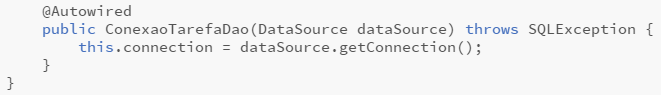 @Autowired
public ConexaoTarefaDao(DataSource dataSource) throws SQLException {
this.connection = dataSource.getConnection();
}
}